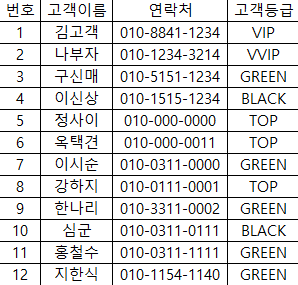 번호 고객이름 연락처 고객등급
1 김고객 010-8841-1234 VIP
2 나부자 010-1234-3214 VVIP
3 구신매 010-5151-1234 GREEN
4 이신상 010-1515-1234 BLACK
5 정사이 010-000-0000 TOP
6 옥택견 010-000-0011 TOP
7 이시순 010-0311-0000 GREEN
8 강하지 010-0111-0001 TOP
9 한나리 010-3311-0002 GREEN
10 심군 010-0311-0111 BLACK
11 홍철수 010-0311-1111 GREEN
12 지한식 010-1154-1140 GREEN